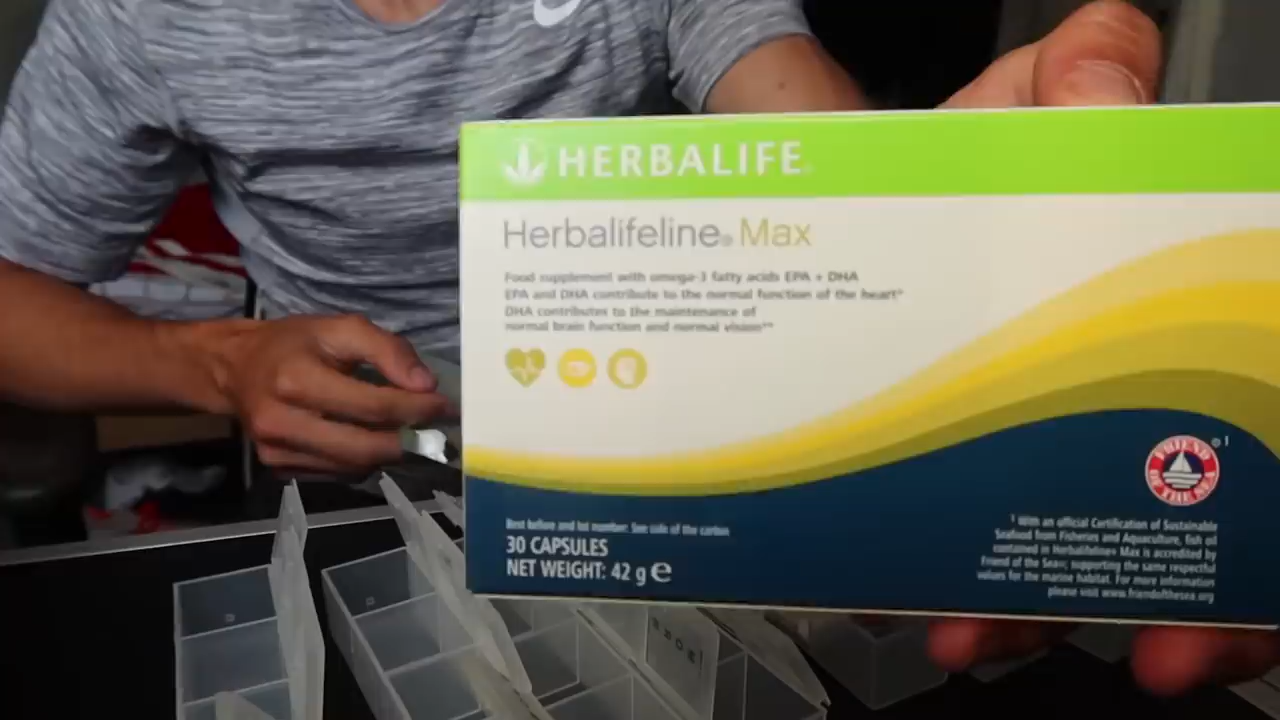 HERBALIFE
Herbalifeline® Max
Food supplement with omega-3 fatty acids EPA + DHA
EPA and DHA contribute to the normal function of the heart*
DHA contributes to the maintenance of
normal brain function and normal vision**
FRIEND
OF THE SEA
Best before and lot number: See side of the carton
30 CAPSULES
NET WEIGHT: 42 g e
¹ With an official Certification of Sustainable
Seafood from Fisheries and Aquaculture, fish oil
contained in Herbalifeline® Max is accredited by
Friend of the Sea®, supporting the same respectful
values for the marine habitat. For more information
please visit www.friendofthesea.org